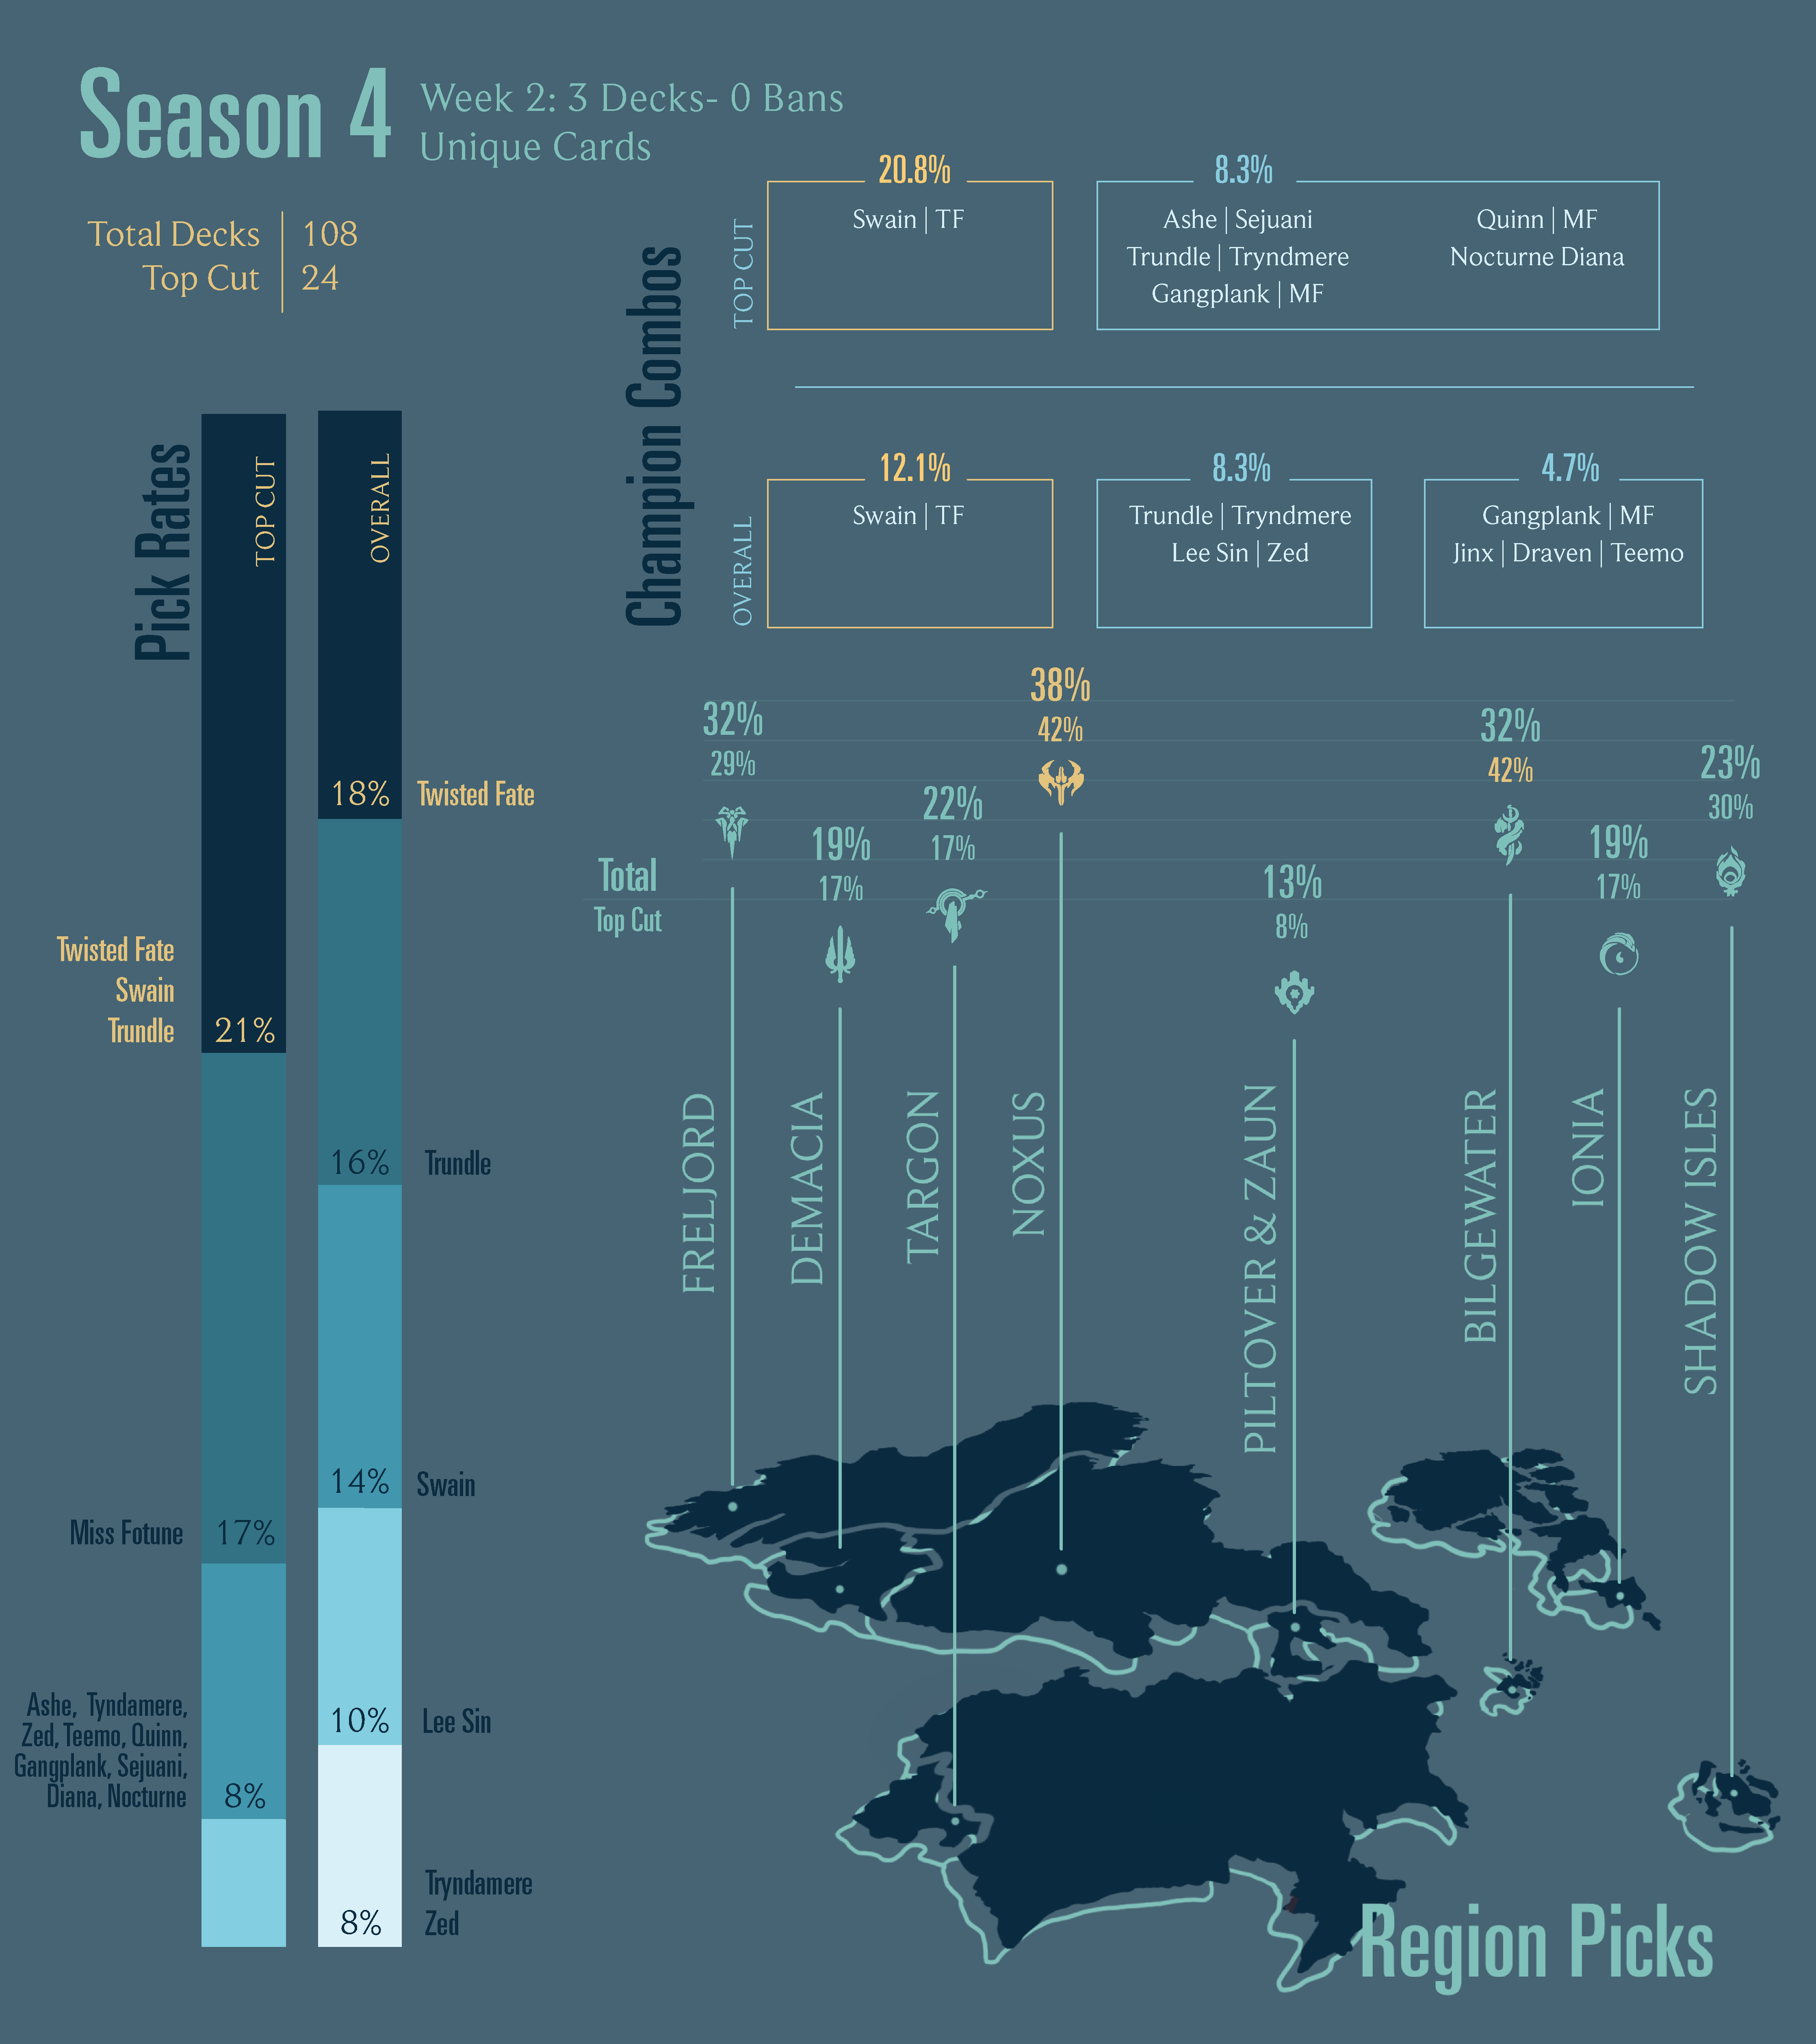 Season 4
Week 2: 3 Decks- 0 Bans
Unique Cards
Total Decks | 108
Top Cut | 24
Champion Combos
TOP CUT
20.8%
Swain | TF
8.3%
Ashe | Sejuani
Trundle | Tryndmere
Gangplank | MF
Quinn | MF
Nocturne Diana
OVERALL
12.1%
Swain | TF
8.3%
Trundle | Tryndmere
Lee Sin | Zed
4.7%
Gangplank | MF
Jinx | Draven | Teemo
Pick Rates
TOP CUT
Twisted Fate
Swain
Trundle
21%
Miss Fotune
17%
Ashe, Tyndamere,
Zed, Teemo, Quinn,
Gangplank, Sejuani,
Diana, Nocturne
8%
OVERALL
18%
Twisted Fate
16%
Trundle
14%
Swain
10%
Lee Sin
Tryndamere
Zed
8%
Total
Top Cut
32%
29%
FRELJORD
19%
17%
DEMACIA
22%
17%
TARGON
38%
42%
NOXUS
13%
8%
PILTOVER & ZAUN
32%
42%
BILGEWATER
19%
17%
IONIA
23%
30%
SHADOW ISLES
Region Picks